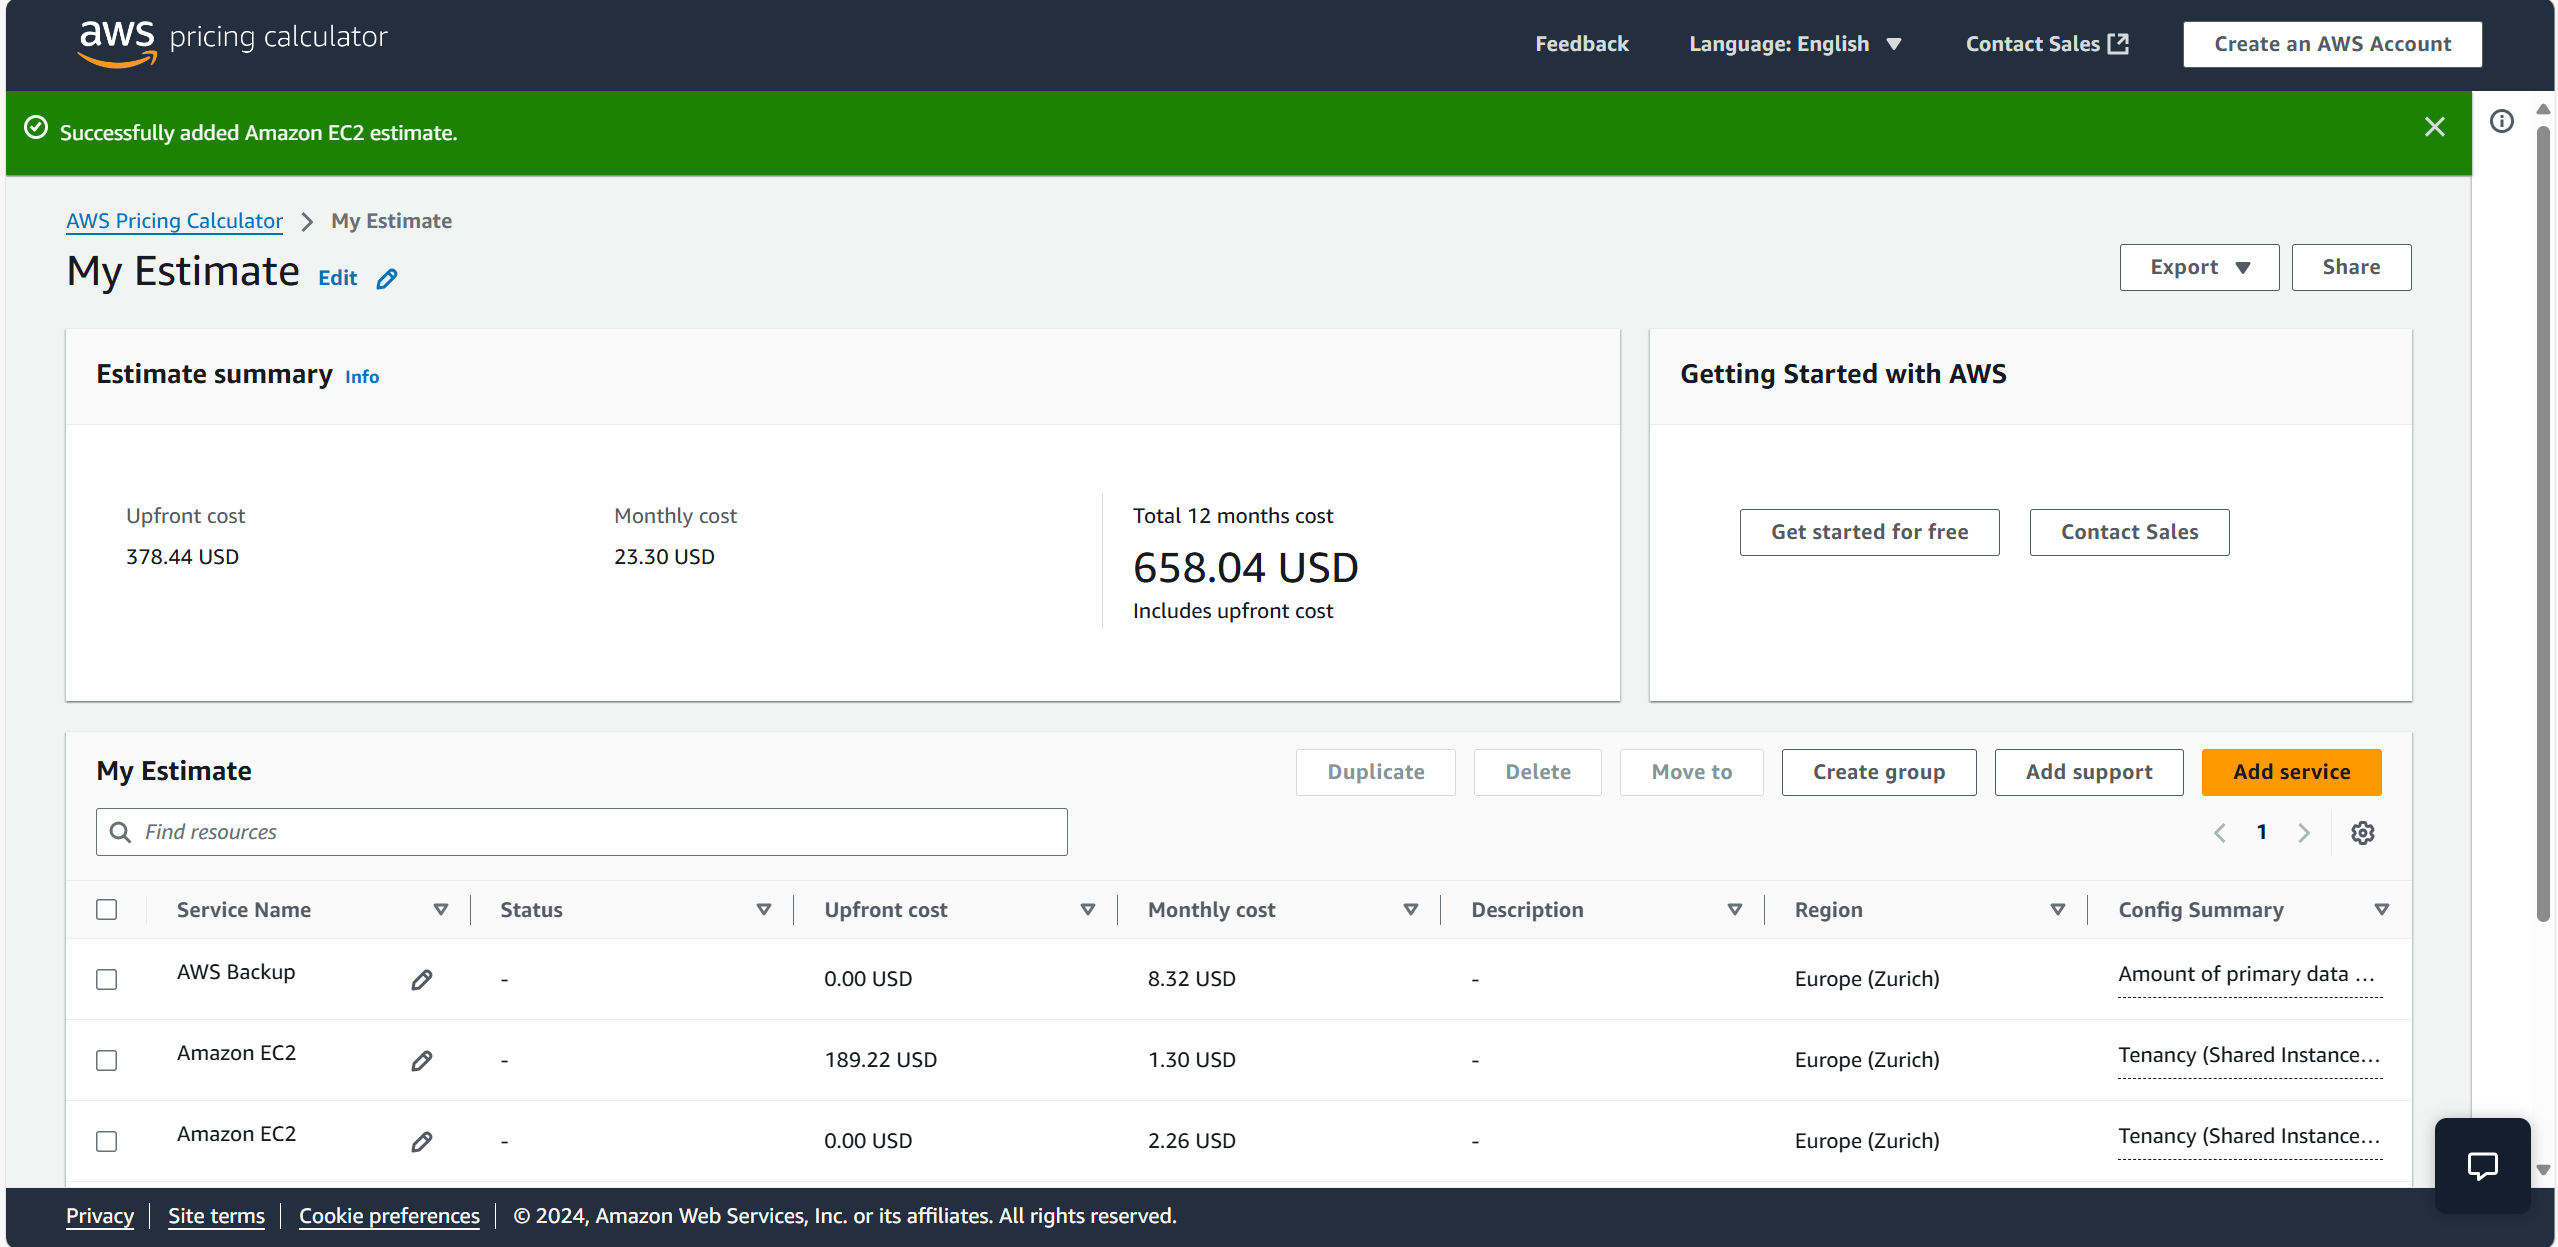 aws pricing calculator
Feedback
Language: English
Contact Sales
Create an AWS Account
Successfully added Amazon EC2 estimate.
AWS Pricing Calculator > My Estimate
My Estimate Edit
Export
Share
Estimate summary Info
Upfront cost
378.44 USD
Monthly cost
23.30 USD
Total 12 months cost
658.04 USD
Includes upfront cost
Getting Started with AWS
Get started for free
Contact Sales
My Estimate
Duplicate
Delete
Move to
Create group
Add support
Add service
Find resources
1
Service Name Status Upfront cost Monthly cost Description Region Config Summary
AWS Backup - 0.00 USD 8.32 USD - Europe (Zurich) Amount of primary data ...
Amazon EC2 - 189.22 USD 1.30 USD - Europe (Zurich) Tenancy (Shared Instance...
Amazon EC2 - 0.00 USD 2.26 USD - Europe (Zurich) Tenancy (Shared Instance...
Privacy | Site terms | Cookie preferences | © 2024, Amazon Web Services, Inc. or its affiliates. All rights reserved.